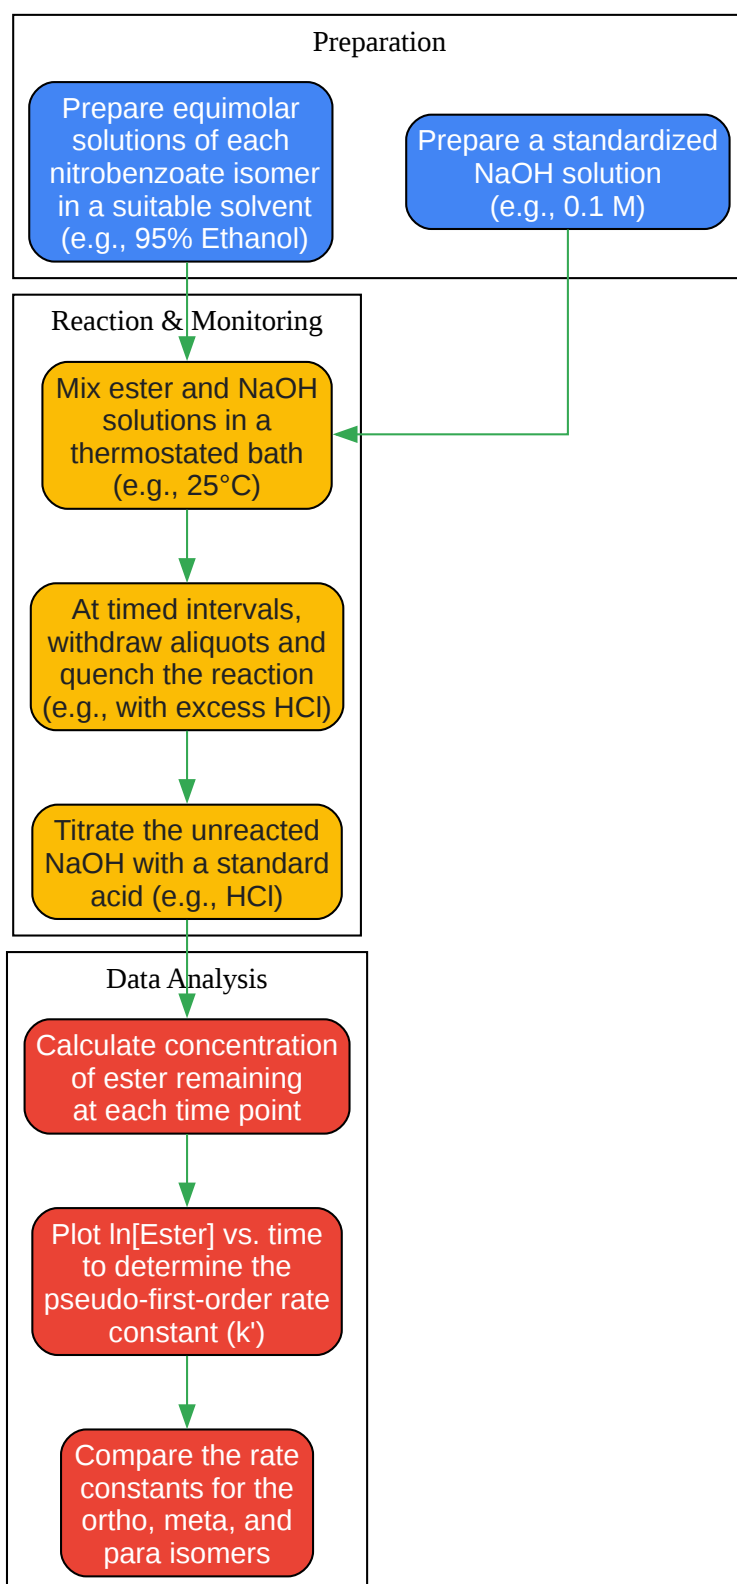 Preparation
Prepare equimolar
solutions of each
nitrobenzoate isomer
in a suitable solvent
(e.g., 95% Ethanol)
Prepare a standardized
NaOH solution
(e.g., 0.1 M)
Reaction & Monitoring
Mix ester and NaOH
solutions in a
thermostated bath
(e.g., 25°C)
At timed intervals,
withdraw aliquots and
quench the reaction
(e.g., with excess HCl)
Titrate the unreacted
NaOH with a standard
acid (e.g., HCl)
Data Analysis
Calculate concentration
of ester remaining
at each time point
Plot ln[Ester] vs. time
to determine the
pseudo-first-order rate
constant (k')
Compare the rate
constants for the
ortho, meta, and
para isomers